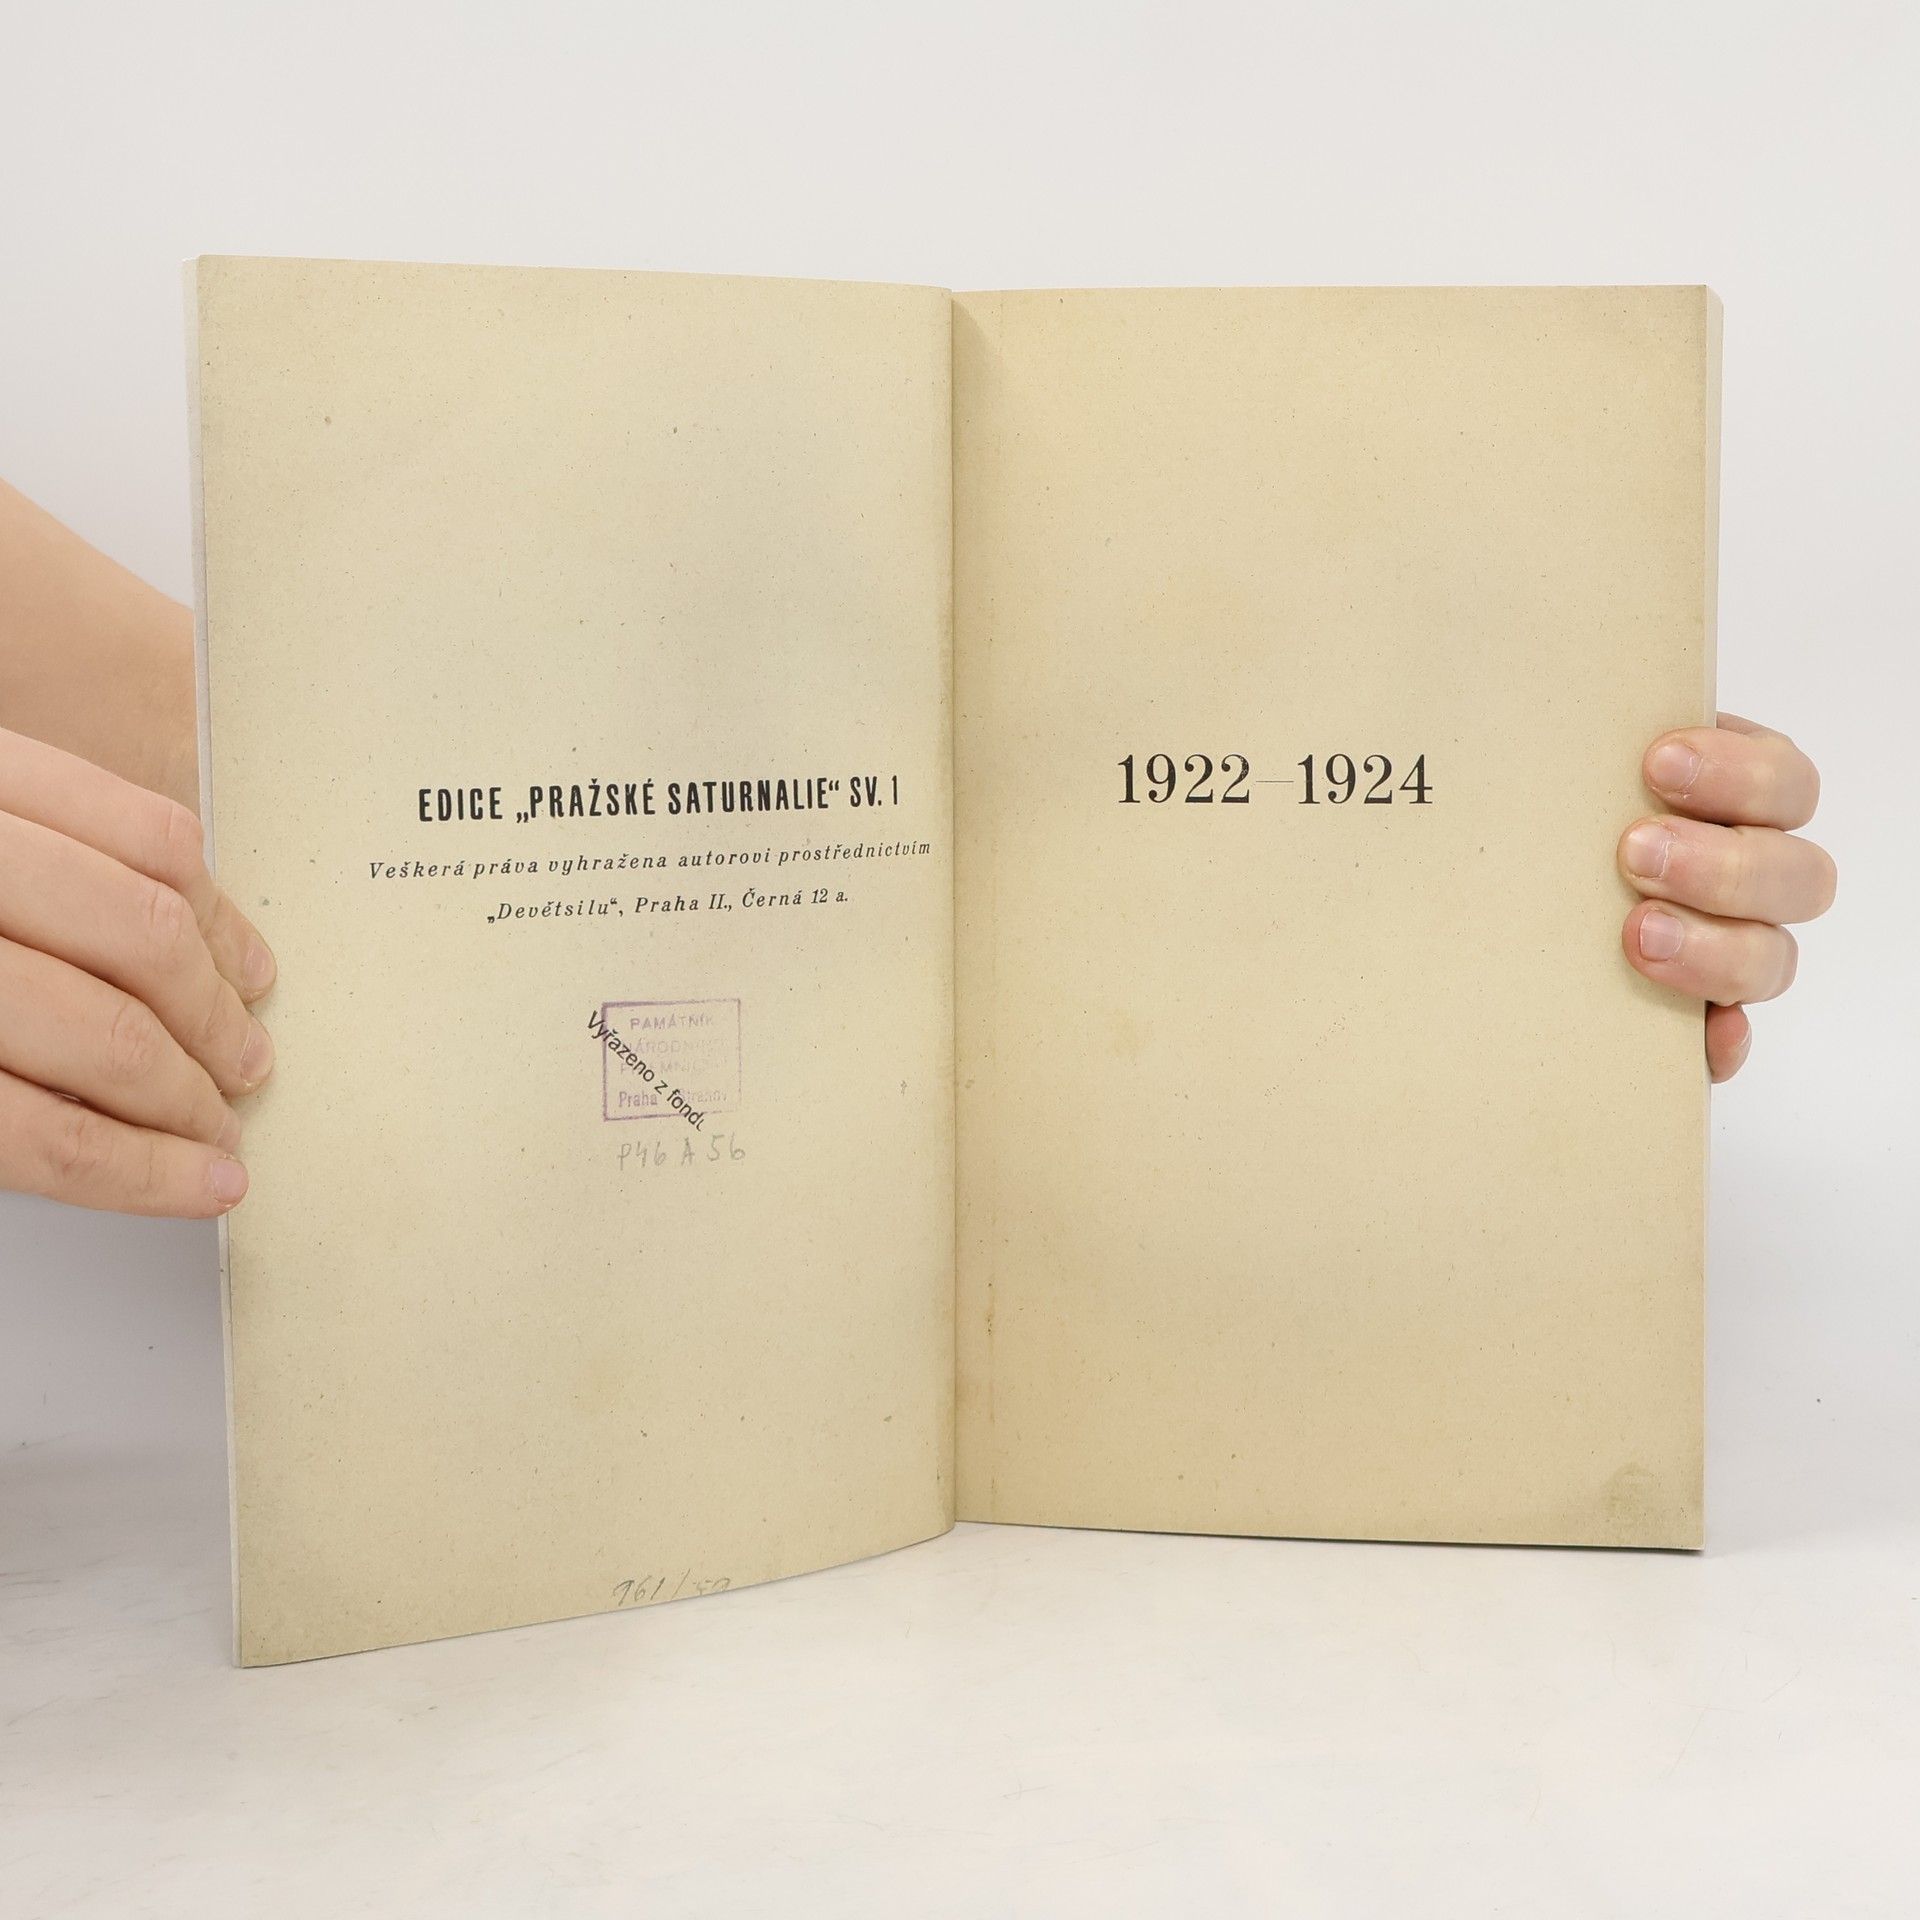 EDICE „PRAŽSKÉ SATURNALIE“ SV. 1
Veškerá práva vyhražena autorovi prostřednictvím
„Devětsilu“, Praha II., Černá 12 a.
PAMÁTNÍK
Vyřazeno z fondu
Praha
P46 A 56
961/
1922—1924